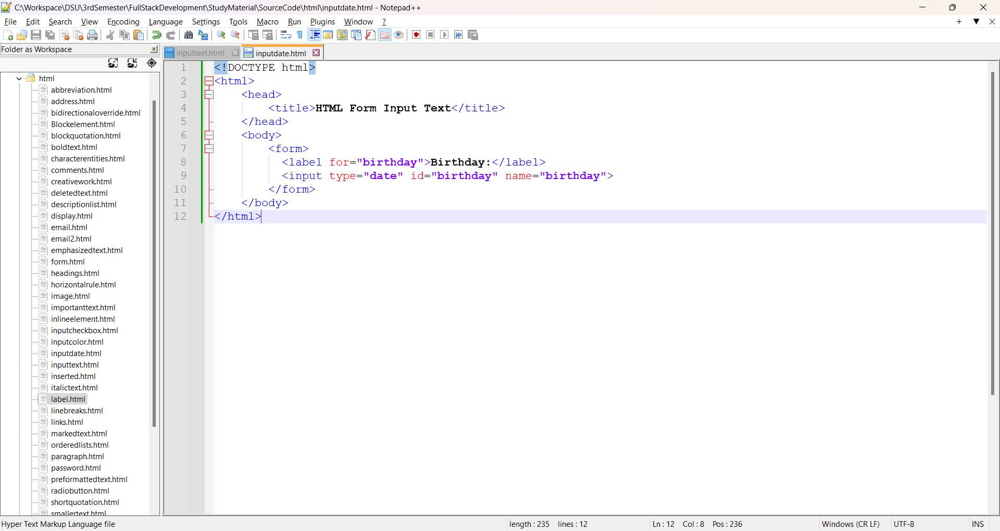 C:\Workspace\DSU\3rdSemester\FullStackDevelopment\StudyMaterial\SourceCode\html\inputdate.html - Notepad++
File Edit Search View Encoding Language Settings Tools Macro Run Plugins Window ?
Folder as Workspace
html
abbreviation.html
address.html
bidirectionaloverride.html
Blockelement.html
blockquotation.html
boldtext.html
characterentities.html
comments.html
creativework.html
deletedtext.html
descriptionlist.html
display.html
email.html
email2.html
emphasizedtext.html
form.html
headings.html
horizontalrule.html
image.html
importanttext.html
inlineelement.html
inputcheckbox.html
inputcolor.html
inputdate.html
inputtext.html
inserted.html
italictext.html
label.html
linebreaks.html
links.html
markedtext.html
orderedlists.html
paragraph.html
password.html
preformattedtext.html
radiobutton.html
shortquotation.html
smallertext.html
inputtext.html inputdate.html
1 <!DOCTYPE html>
2 <html>
3 <head>
4 <title>HTML Form Input Text</title>
5 </head>
6 <body>
7 <form>
8 <label for="birthday">Birthday:</label>
9 <input type="date" id="birthday" name="birthday">
10 </form>
11 </body>
12 </html>
Hyper Text Markup Language file length : 235 lines : 12 Ln : 12 Col : 8 Pos : 236 Windows (CR LF) UTF-8 INS